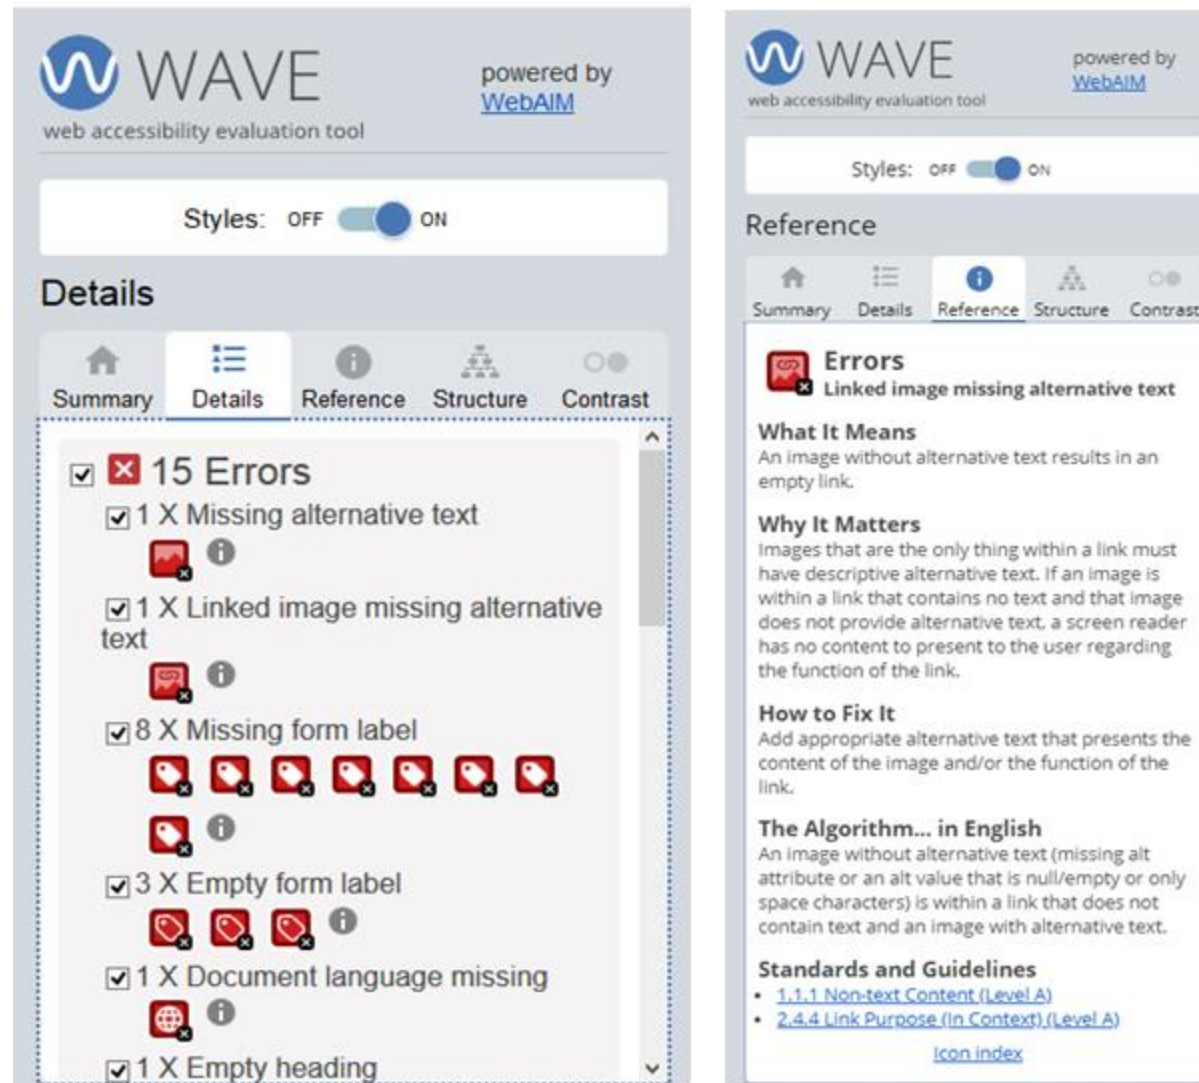 WAVE
powered by
WebAIM
web accessibility evaluation tool
Styles: OFF ON
Details
Summary Details Reference Structure Contrast
15 Errors
1 X Missing alternative text
1 X Linked image missing alternative
text
8 X Missing form label
3 X Empty form label
1 X Document language missing
1 X Empty heading
WAVE
powered by
WebAIM
web accessibility evaluation tool
Styles: OFF ON
Reference
Summary Details Reference Structure Contrast
Errors
Linked image missing alternative text
What It Means
An image without alternative text results in an
empty link.
Why It Matters
Images that are the only thing within a link must
have descriptive alternative text. If an image is
within a link that contains no text and that image
does not provide alternative text, a screen reader
has no content to present to the user regarding
the function of the link.
How to Fix It
Add appropriate alternative text that presents the
content of the image and/or the function of the
link.
The Algorithm... in English
An image without alternative text (missing alt
attribute or an alt value that is null/empty or only
space characters) is within a link that does not
contain text and an image with alternative text.
Standards and Guidelines
• 1.1.1 Non-text Content (Level A)
• 2.4.4 Link Purpose (In Context) (Level A)
Icon index